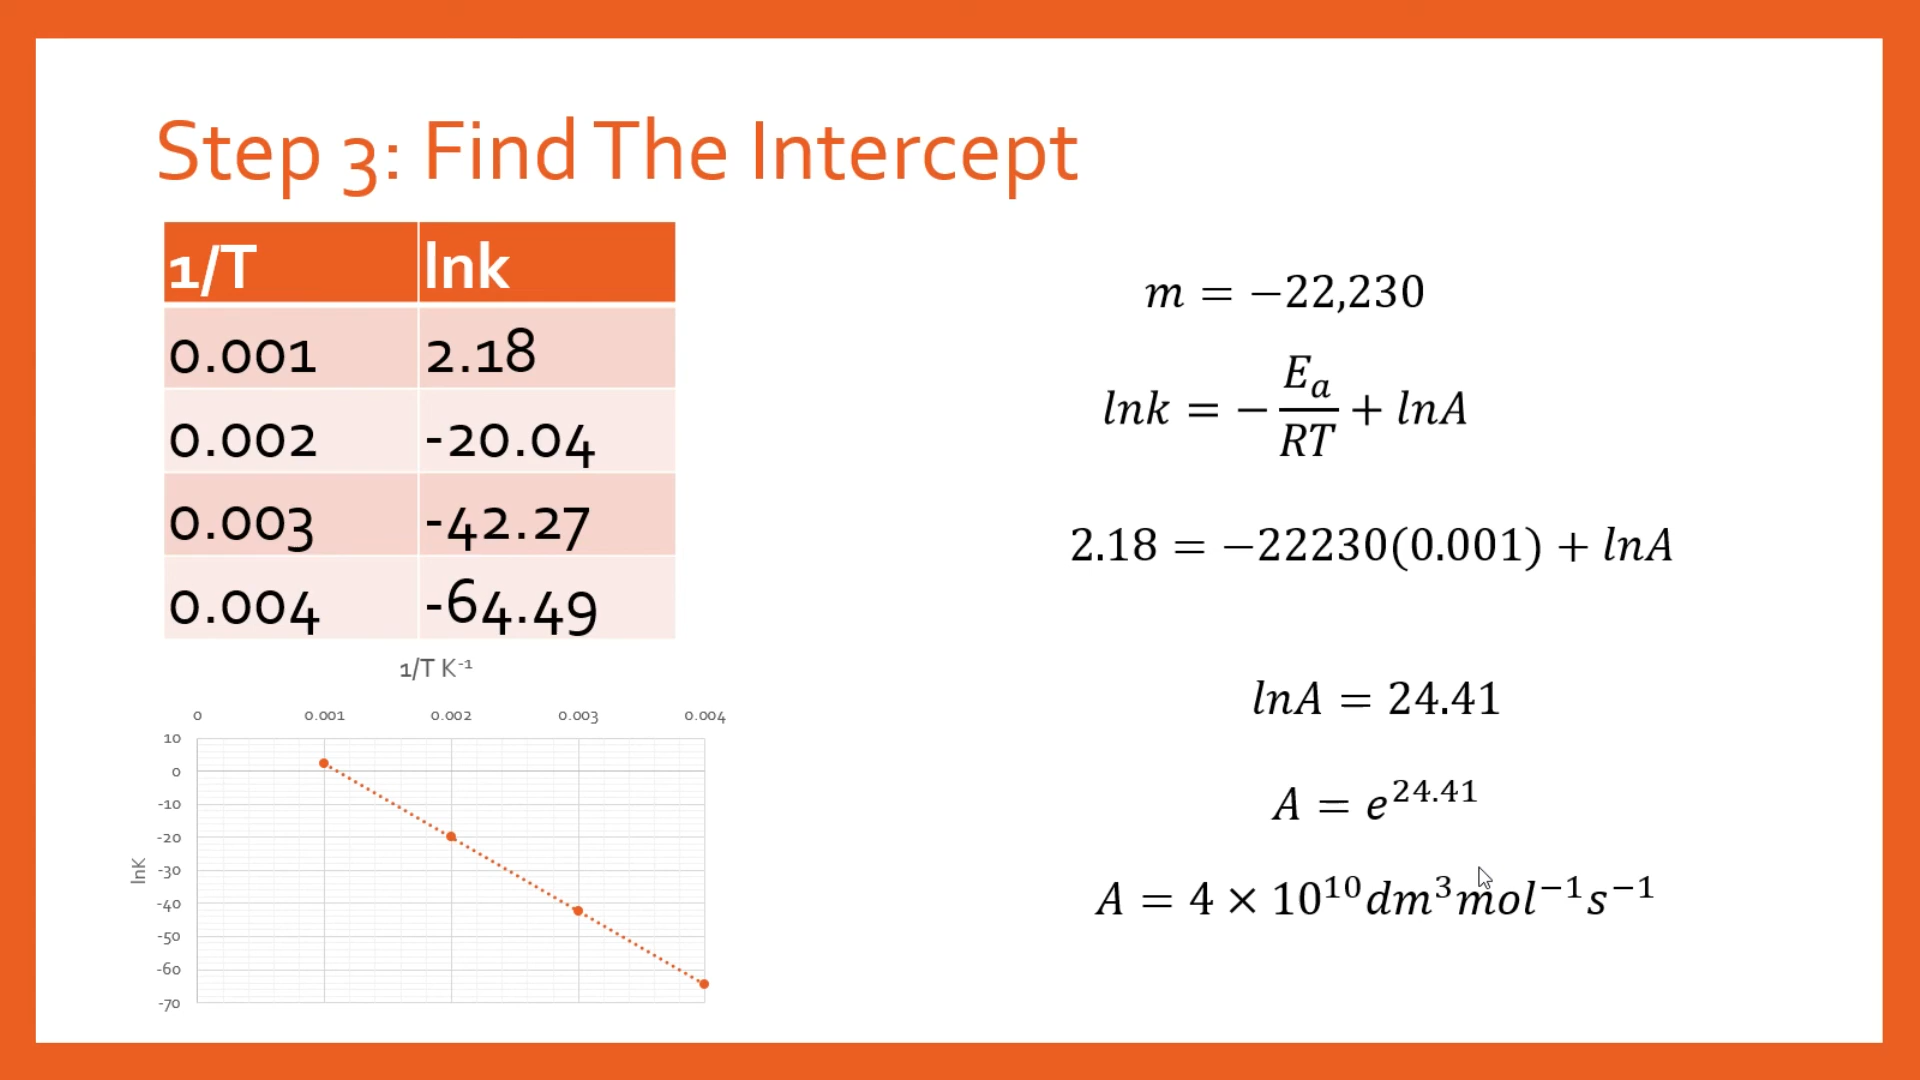 Step 3: Find The Intercept
1/T lnk
0.001 2.18
0.002 -20.04
0.003 -42.27
0.004 -64.49
1/T K⁻¹
0 0.001 0.002 0.003 0.004
10
0
-10
-20
-30
-40
-50
-60
-70
lnK
m = −22,230
lnk = −Eₐ/RT + lnA
2.18 = −22230(0.001) + lnA
lnA = 24.41
A = e²⁴·⁴¹
A = 4 × 10¹⁰dm³mol⁻¹s⁻¹